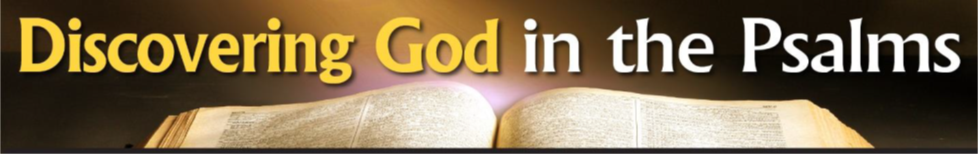 Discovering God in the Psalms